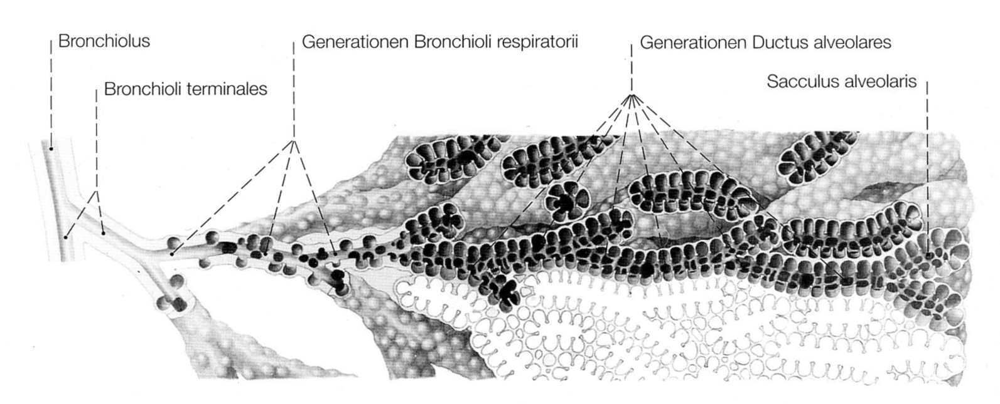 Bronchiolus
Generationen Bronchioli respiratorii
Generationen Ductus alveolares
Bronchioli terminales
Sacculus alveolaris